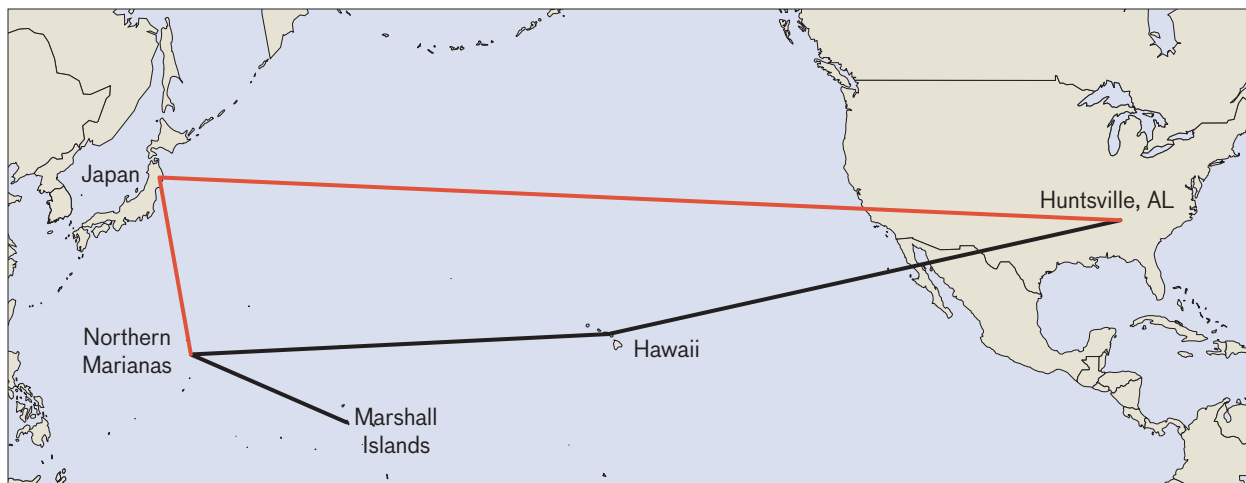 Japan
Huntsville, AL
Northern
Marianas
Hawaii
Marshall
Islands